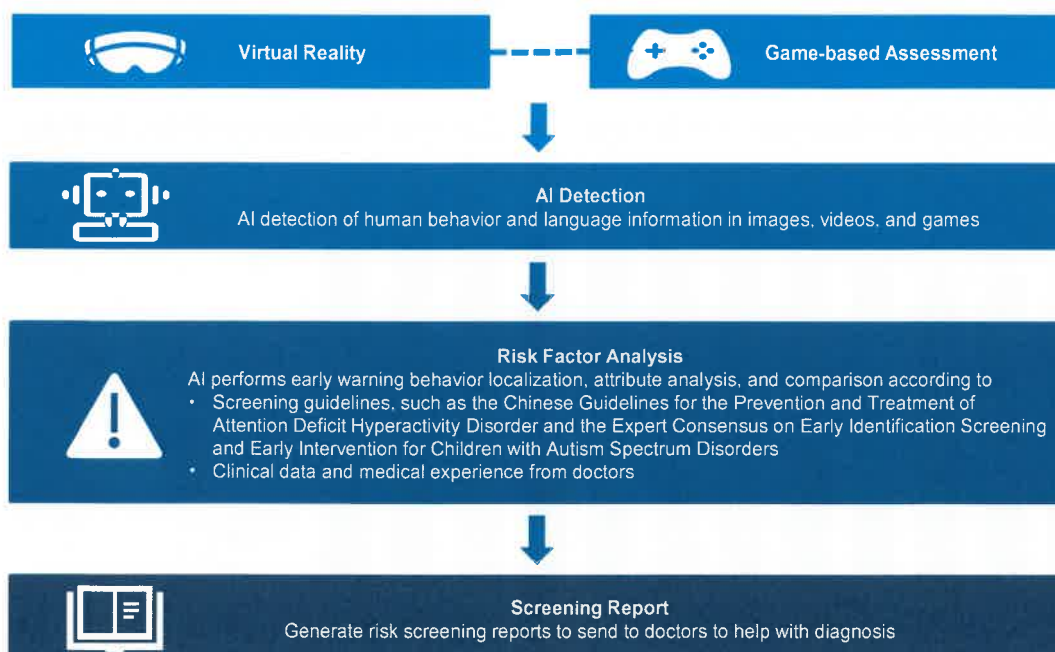 Virtual Reality
Game-based Assessment
AI Detection
AI detection of human behavior and language information in images, videos, and games
Risk Factor Analysis
AI performs early warning behavior localization, attribute analysis, and comparison according to
• Screening guidelines, such as the Chinese Guidelines for the Prevention and Treatment of
Attention Deficit Hyperactivity Disorder and the Expert Consensus on Early Identification Screening
and Early Intervention for Children with Autism Spectrum Disorders
• Clinical data and medical experience from doctors
Screening Report
Generate risk screening reports to send to doctors to help with diagnosis